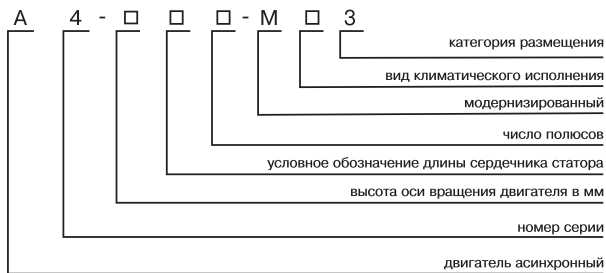 А 4 - □ □ □ - М □ 3
категория размещения
вид климатического исполнения
модернизированный
число полюсов
условное обозначение длины сердечника статора
высота оси вращения двигателя в мм
номер серии
двигатель асинхронный